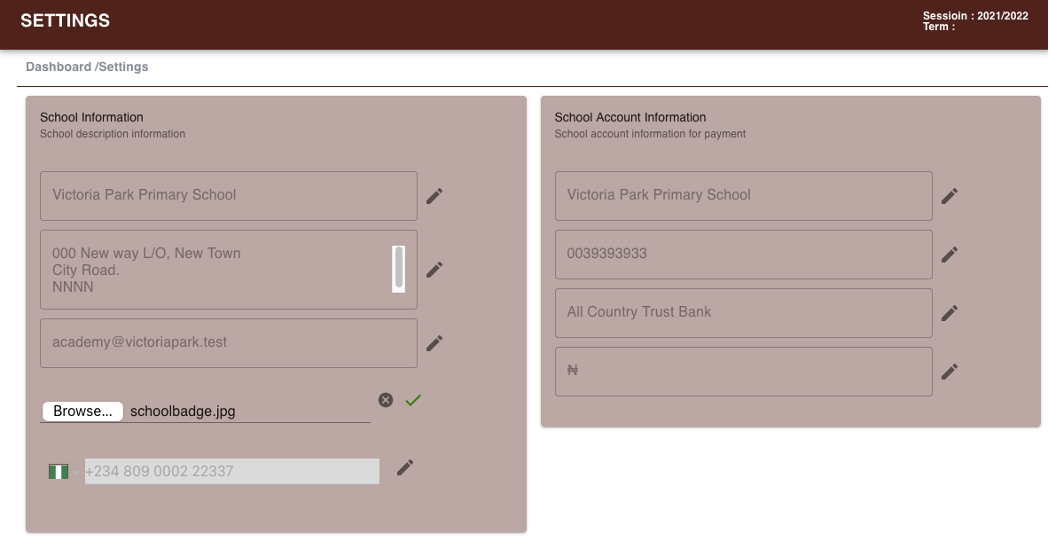 SETTINGS
Sessioin : 2021/2022
Term :
Dashboard /Settings
School Information
School description information
Victoria Park Primary School
000 New way L/O, New Town
City Road.
NNNN
academy@victoriapark.test
Browse... schoolbadge.jpg
+234 809 0002 22337
School Account Information
School account information for payment
Victoria Park Primary School
0039393933
All Country Trust Bank
₦